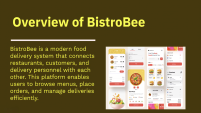 Overview of BistroBee
BistroBee is a modern food
delivery system that connects
restaurants, customers, and
delivery personnel with each
other. This platform enables
users to browse menus, place
orders, and manage deliveries
efficiently.